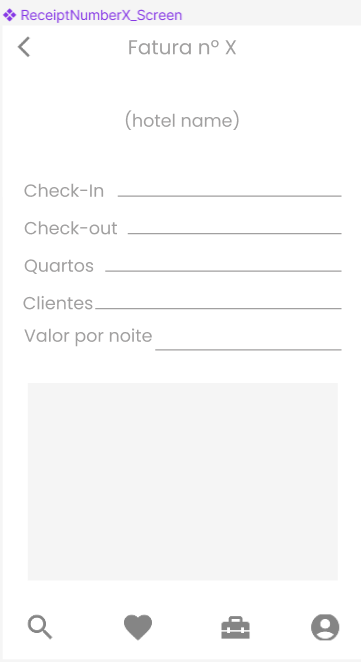 ReceiptNumberX_Screen
Fatura nº X
(hotel name)
Check-In
Check-out
Quartos
Clientes
Valor por noite